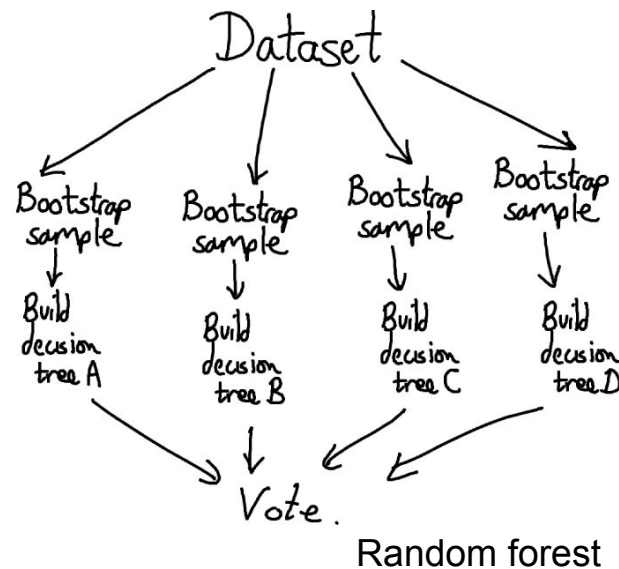 Dataset
Bootstrap
sample
Bootstrap
sample
Bootstrap
sample
Bootstrap
sample
Build
decision
tree A
Build
decision
tree B
Build
decision
tree C
Build
decision
tree D
Vote.
Random forest